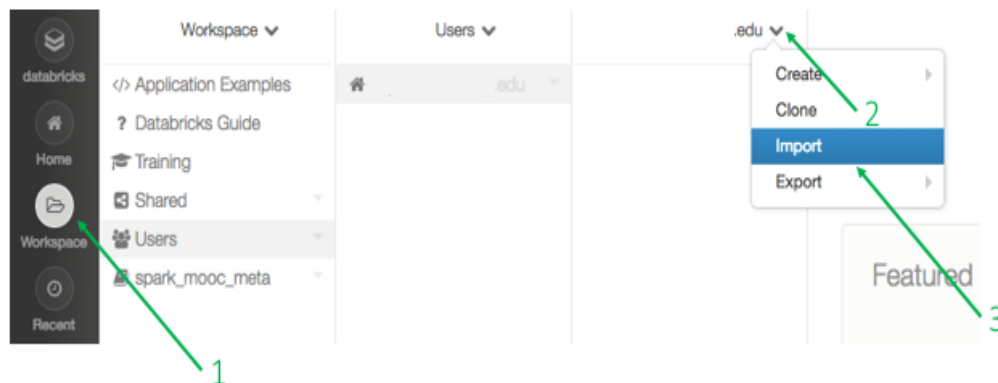 databricks
Home
Workspace
Recent
Workspace
</> Application Examples
? Databricks Guide
Training
Shared
Users
spark_mooc_meta
Users
.edu
.edu
Create
Clone
Import
Export
Featured
1
2
3